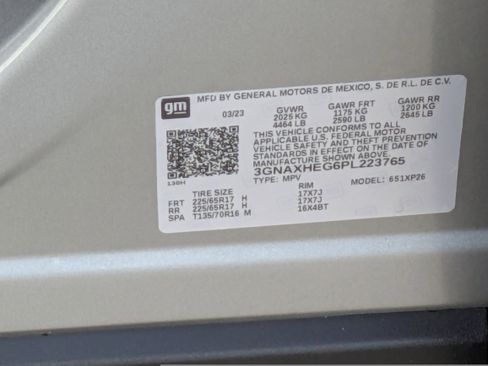 gm
MFD BY GENERAL MOTORS DE MEXICO, S. DE R.L. DE C.V.
03/23 GVWR GAWR FRT GAWR RR
2025 KG 1175 KG 1200 KG
4464 LB 2590 LB 2645 LB
THIS VEHICLE CONFORMS TO ALL
APPLICABLE U.S. FEDERAL MOTOR
VEHICLE SAFETY AND THEFT PREVENTION
STANDARDS IN EFFECT ON THE DATE OF
MANUFACTURE SHOWN ABOVE.
3GNAXHEG6PL223765
TYPE: MPV MODEL: 651XP26
TIRE SIZE RIM
FRT 225/65R17 H 17X7J
RR 225/65R17 H 17X7J
SPA T135/70R16 M 16X4BT